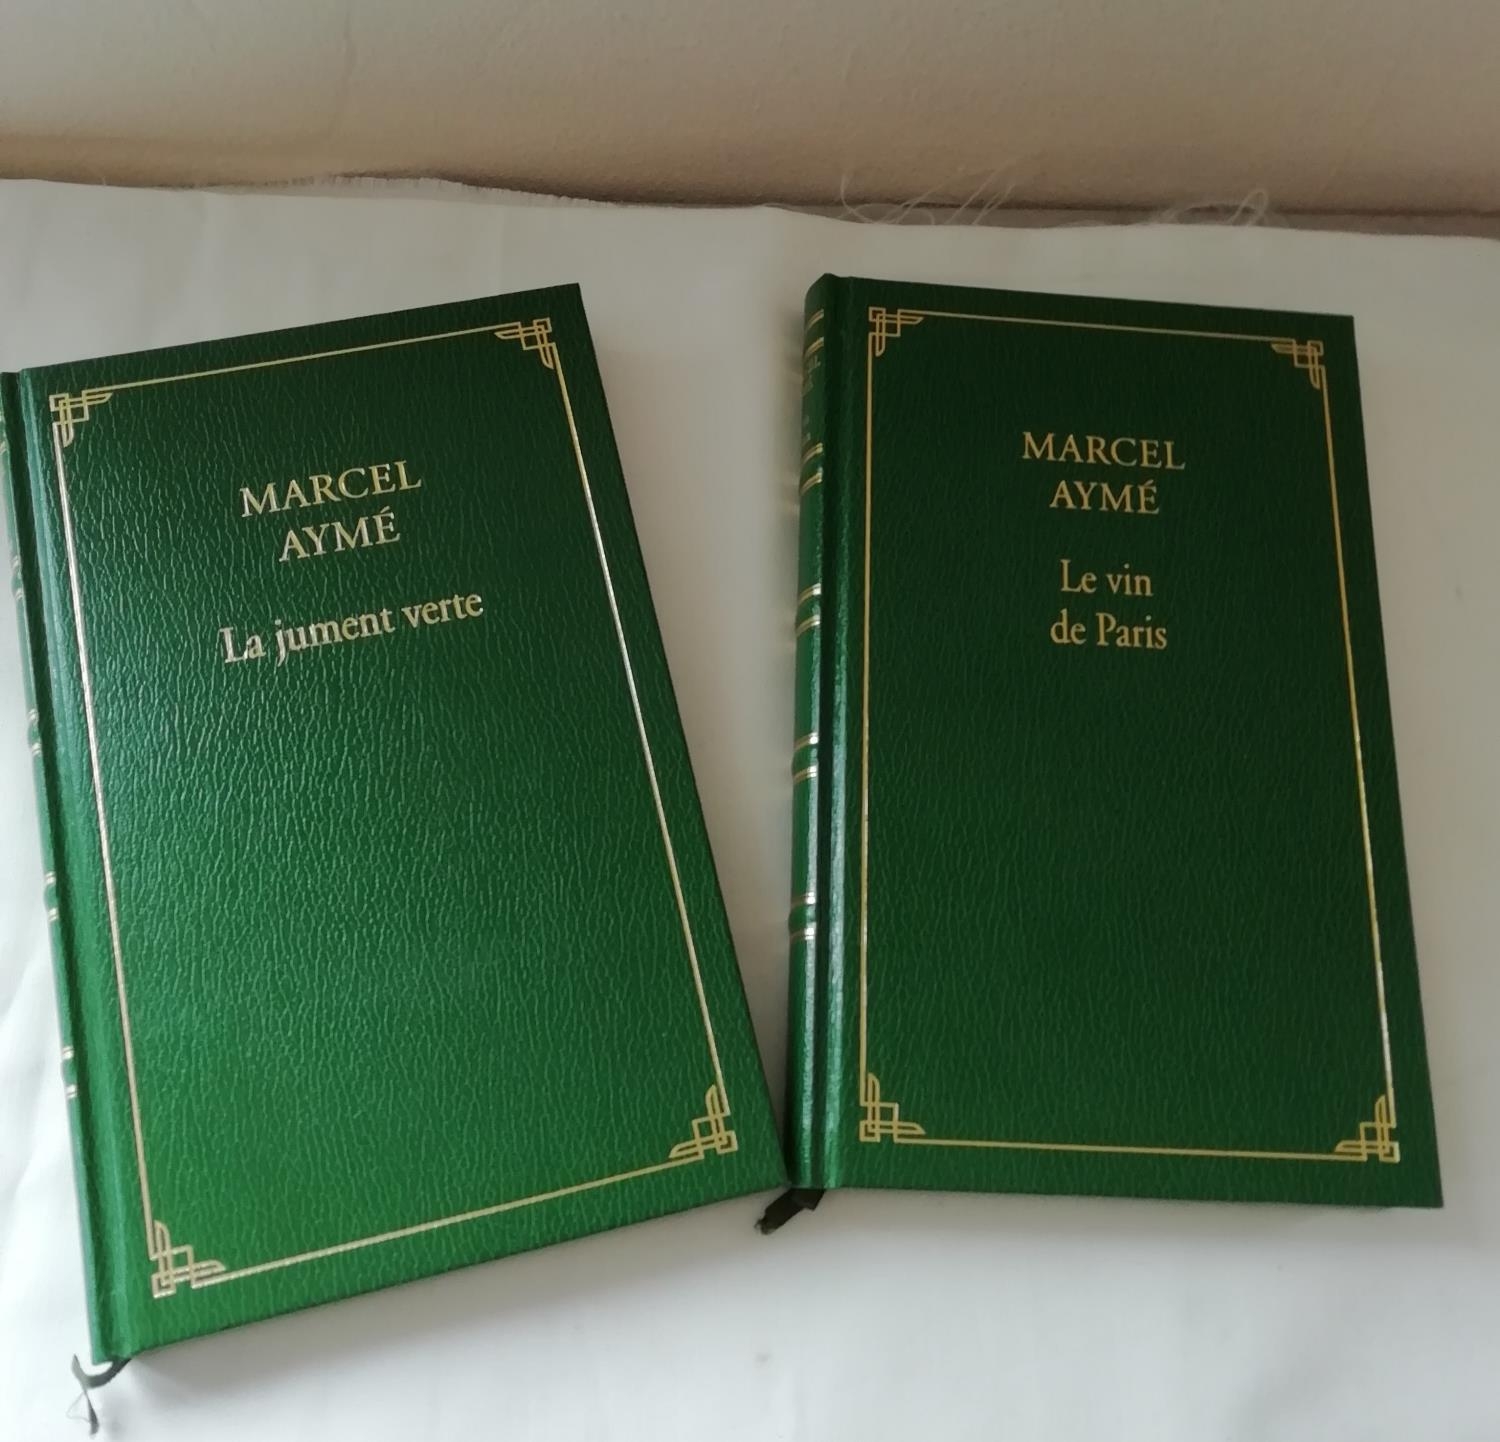 MARCEL
AYMÉ
La jument verte
MARCEL
AYMÉ
Le vin
de Paris